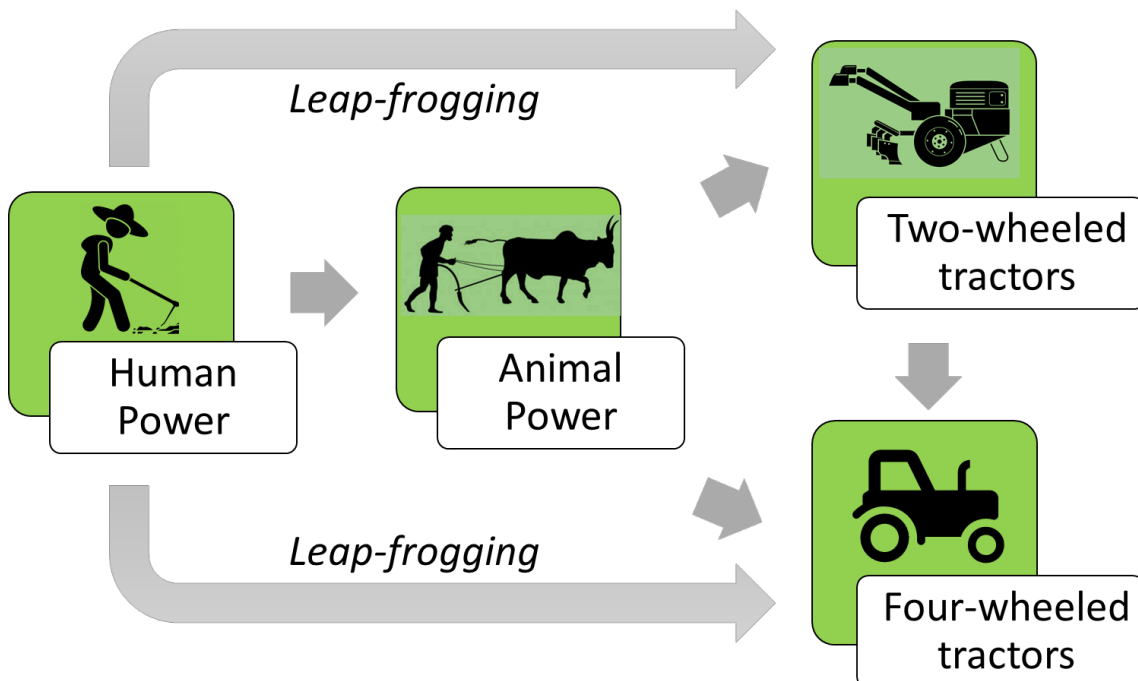 Leap-frogging
Human
Power
Animal
Power
Two-wheeled
tractors
Leap-frogging
Four-wheeled
tractors